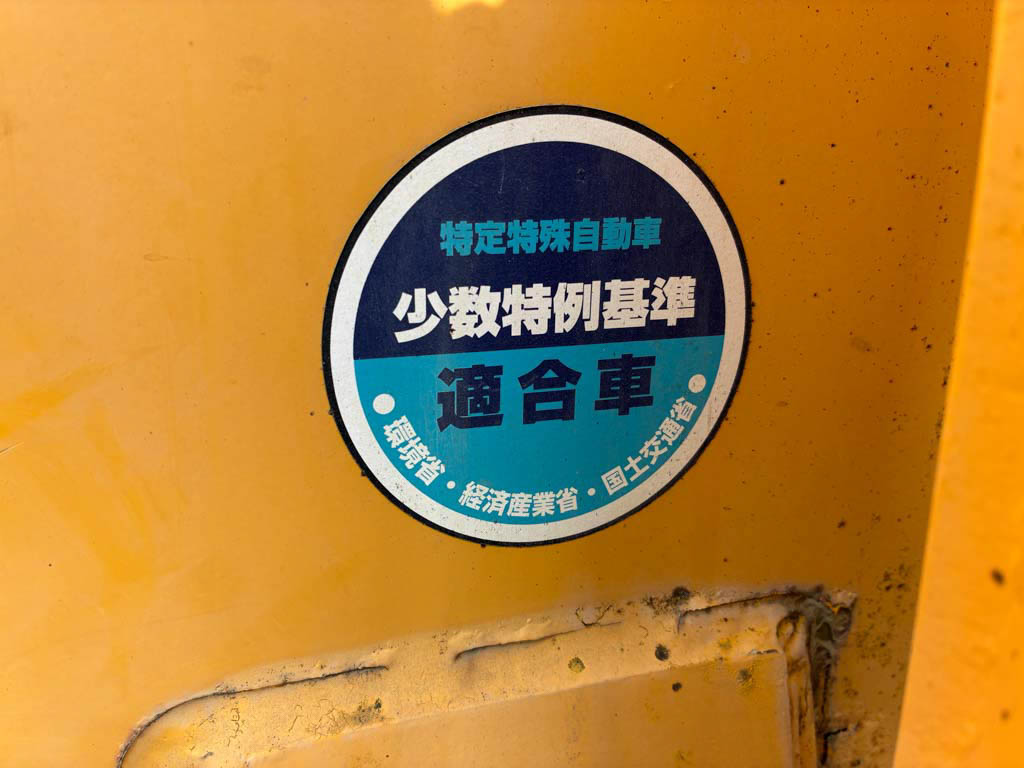 特定特殊自動車
少数特例基準
適合車
環境省・経済産業省・国土交通省